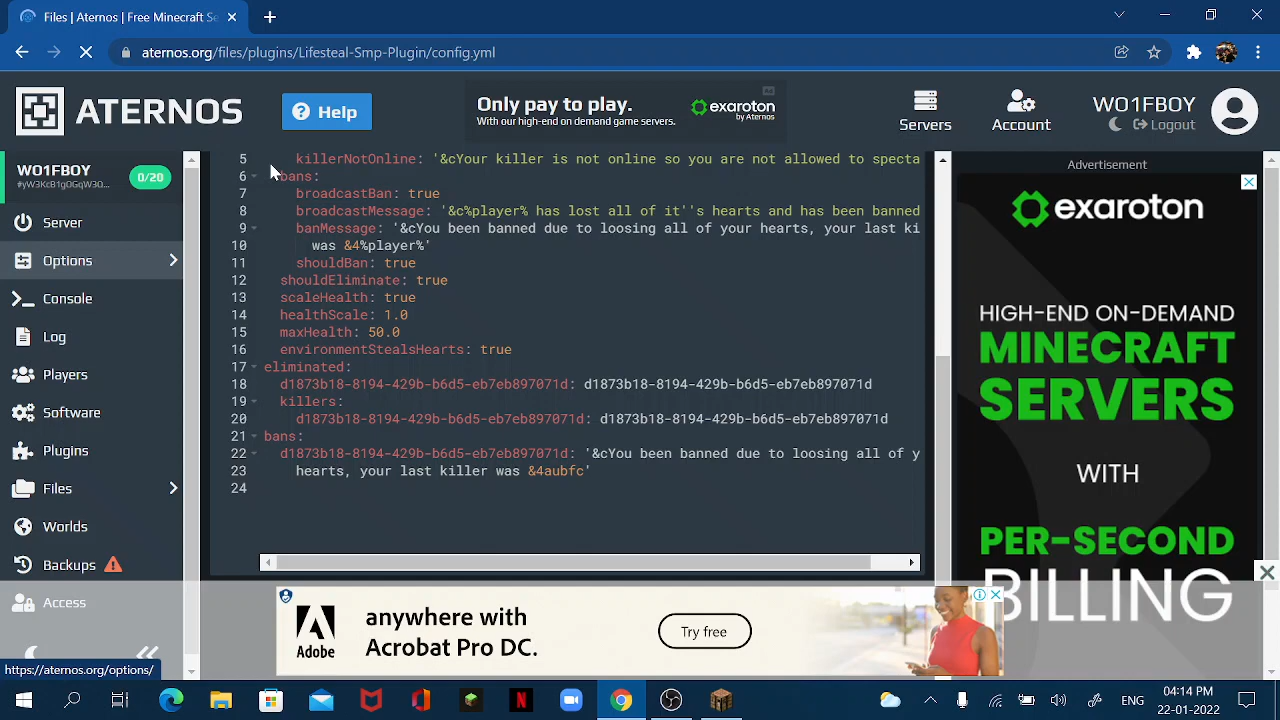 Files | Aternos | Free Minecraft S
aternos.org/files/plugins/Lifesteal-Smp-Plugin/config.yml
ATERNOS
? Help
Only pay to play.
With our high-end on demand game servers.
exaroton
by Aternos
Ad
Servers
Account
WO1FBOY
Logout
WO1FBOY
0/20
Server
Options
Console
Log
Players
Software
Plugins
Files
Worlds
Backups
Access
5 killerNotOnline: '&cYour killer is not online so you are not allowed to specta
6 bans:
7 broadcastBan: true
8 broadcastMessage: '&c%player% has lost all of it''s hearts and has been banned
9 banMessage: '&cYou been banned due to loosing all of your hearts, your last ki
10 was &4%player%'
11 shouldBan: true
12 shouldEliminate: true
13 scaleHealth: true
14 healthScale: 1.0
15 maxHealth: 50.0
16 environmentStealsHearts: true
17 eliminated:
18 d1873b18-8194-429b-b6d5-eb7eb897071d: d1873b18-8194-429b-b6d5-eb7eb897071d
19 killers:
20 d1873b18-8194-429b-b6d5-eb7eb897071d: d1873b18-8194-429b-b6d5-eb7eb897071d
21 bans:
22 d1873b18-8194-429b-b6d5-eb7eb897071d: '&cYou been banned due to loosing all of y
23 hearts, your last killer was &4aubfc'
24
Advertisement
exaroton
HIGH-END ON-DEMAND
MINECRAFT
SERVERS
WITH
PER-SECOND
BILLING
Adobe
anywhere with
Acrobat Pro DC.
Try free
https://aternos.org/options/
ENG
04:14 PM
22-01-2022